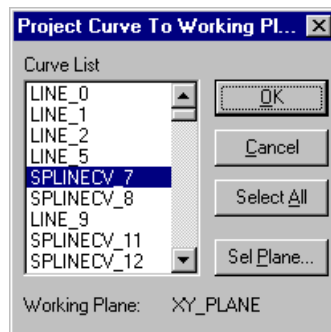 Project Curve To Working Pl...
Curve List
LINE_0
LINE_1
LINE_2
LINE_5
SPLINECV_7
SPLINECV_8
LINE_9
SPLINECV_11
SPLINECV_12
OK
Cancel
Select All
Sel Plane...
Working Plane: XY_PLANE